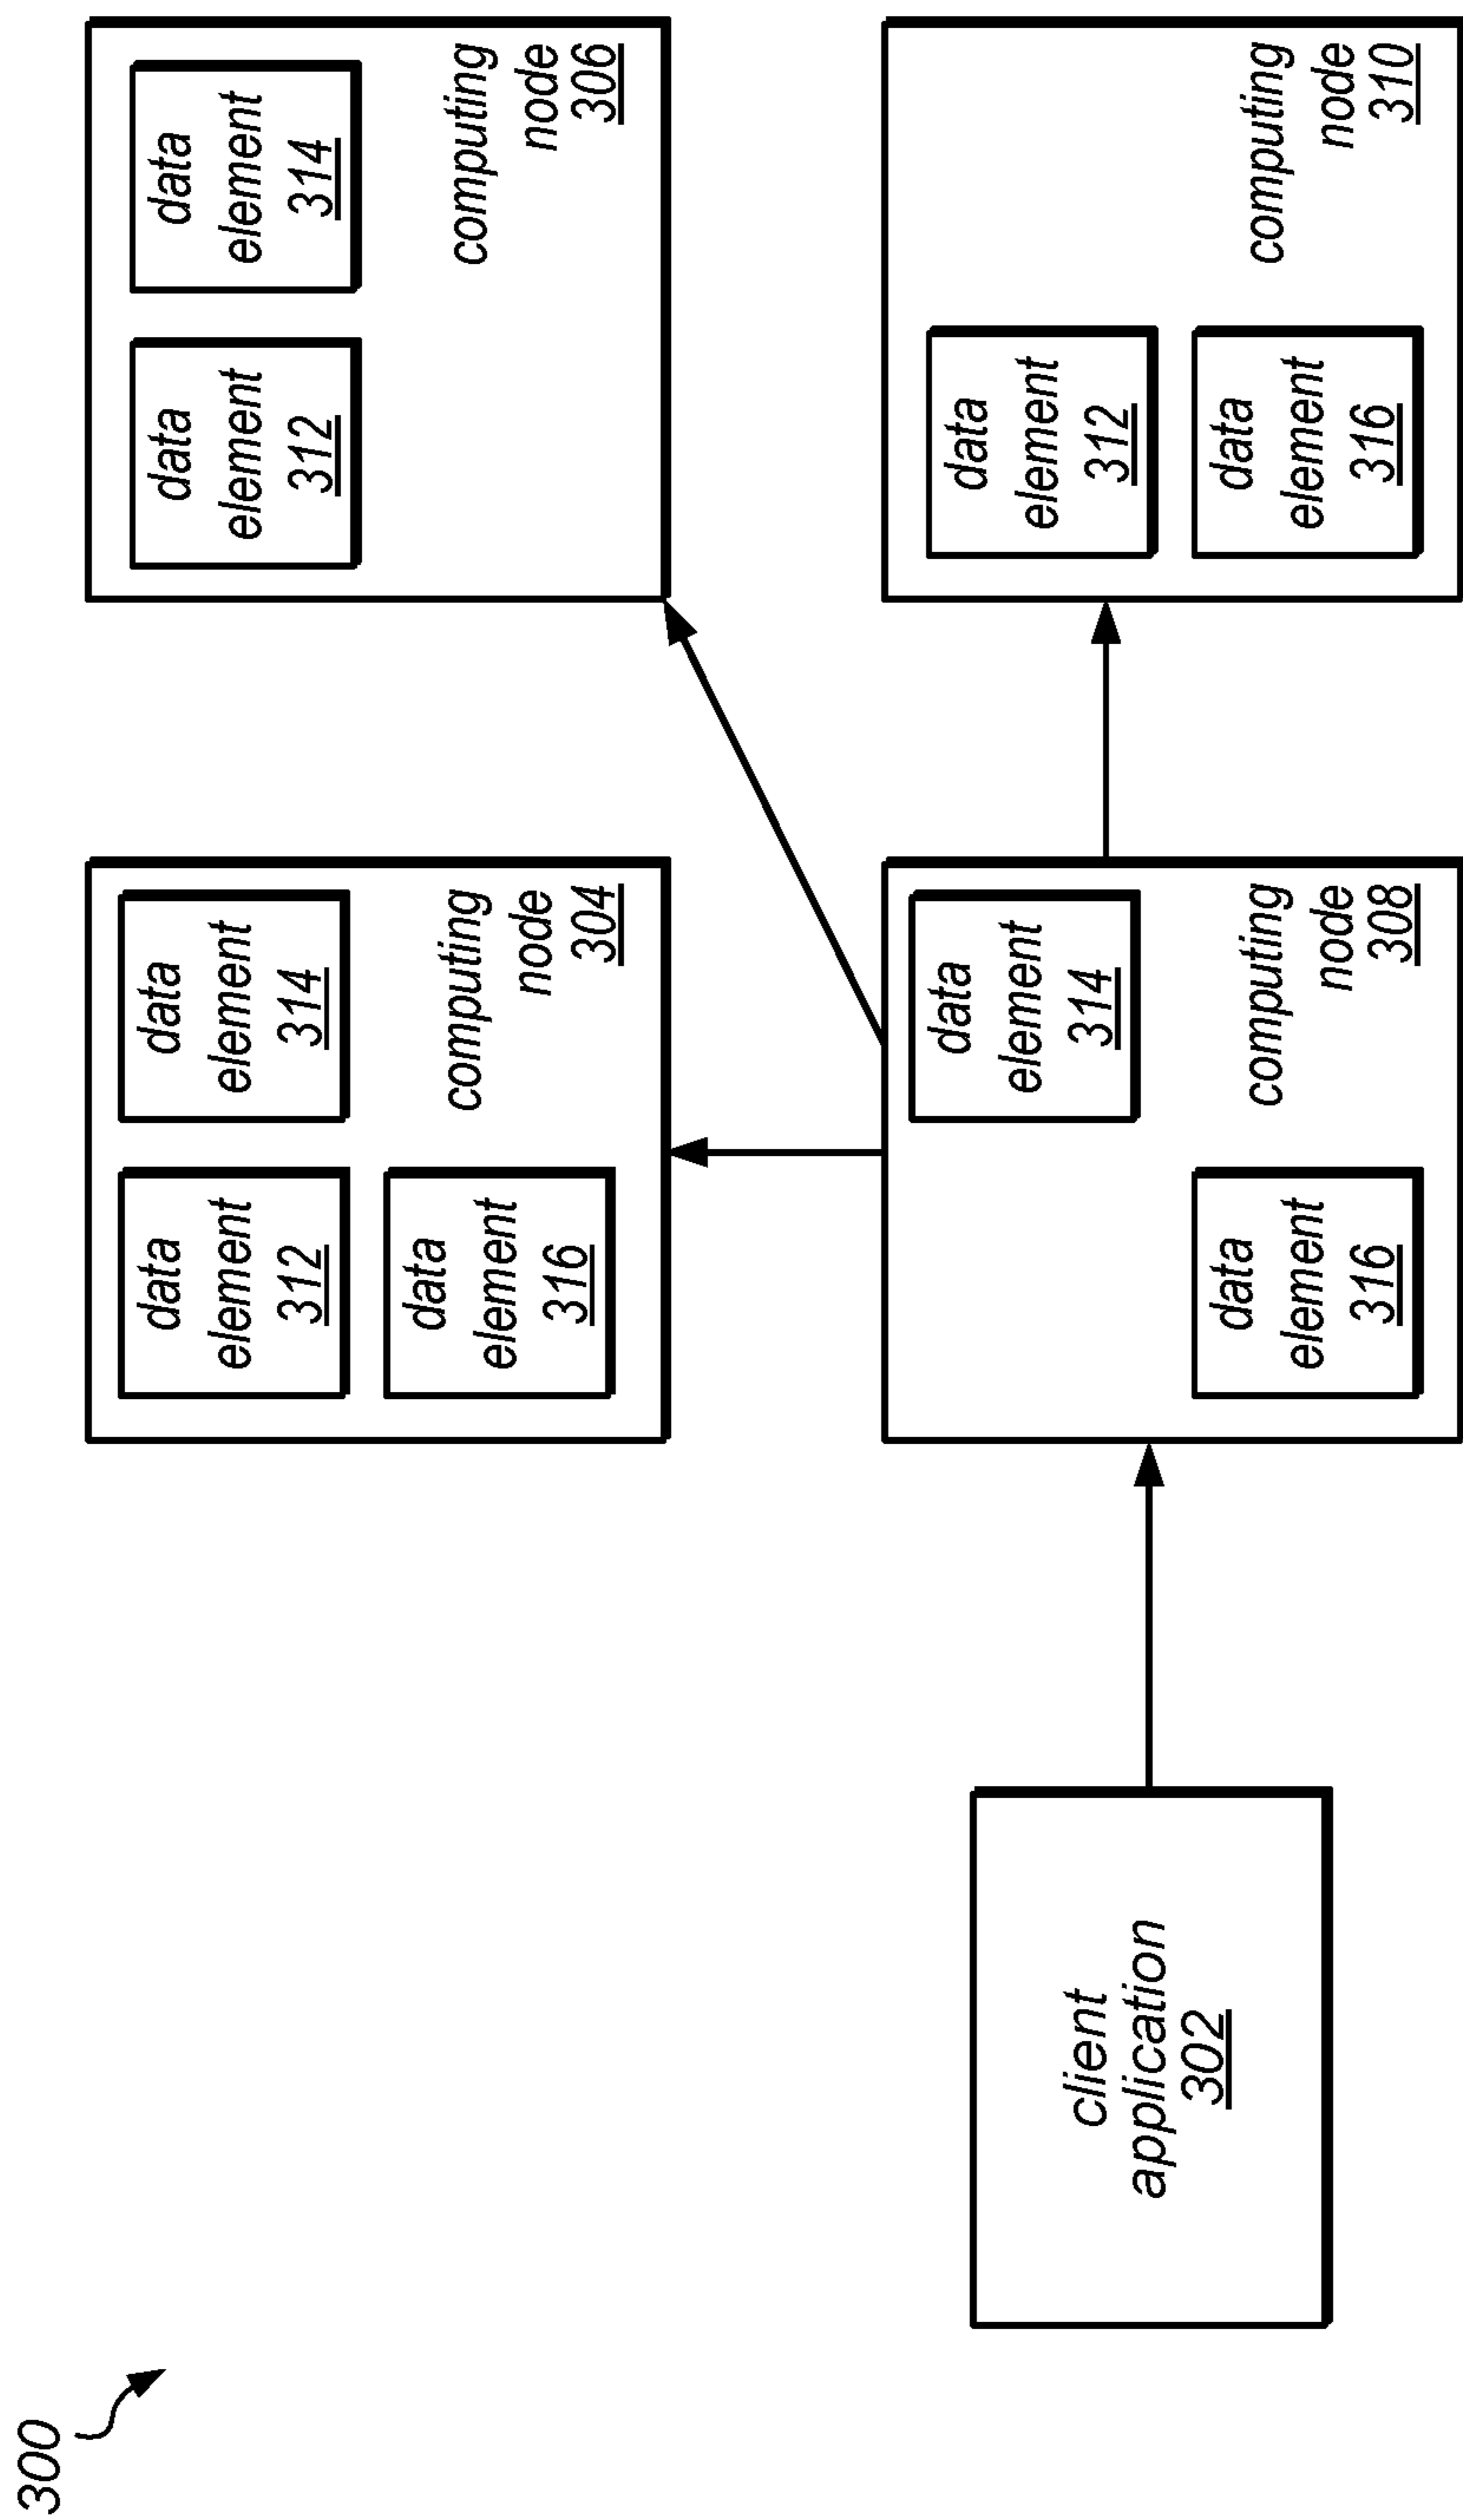 300
data
element
312
data
element
314
data
element
316
computing
node
304
data
element
312
data
element
314
computing
node
306
client
application
302
data
element
314
data
element
316
computing
node
308
data
element
312
data
element
316
computing
node
310